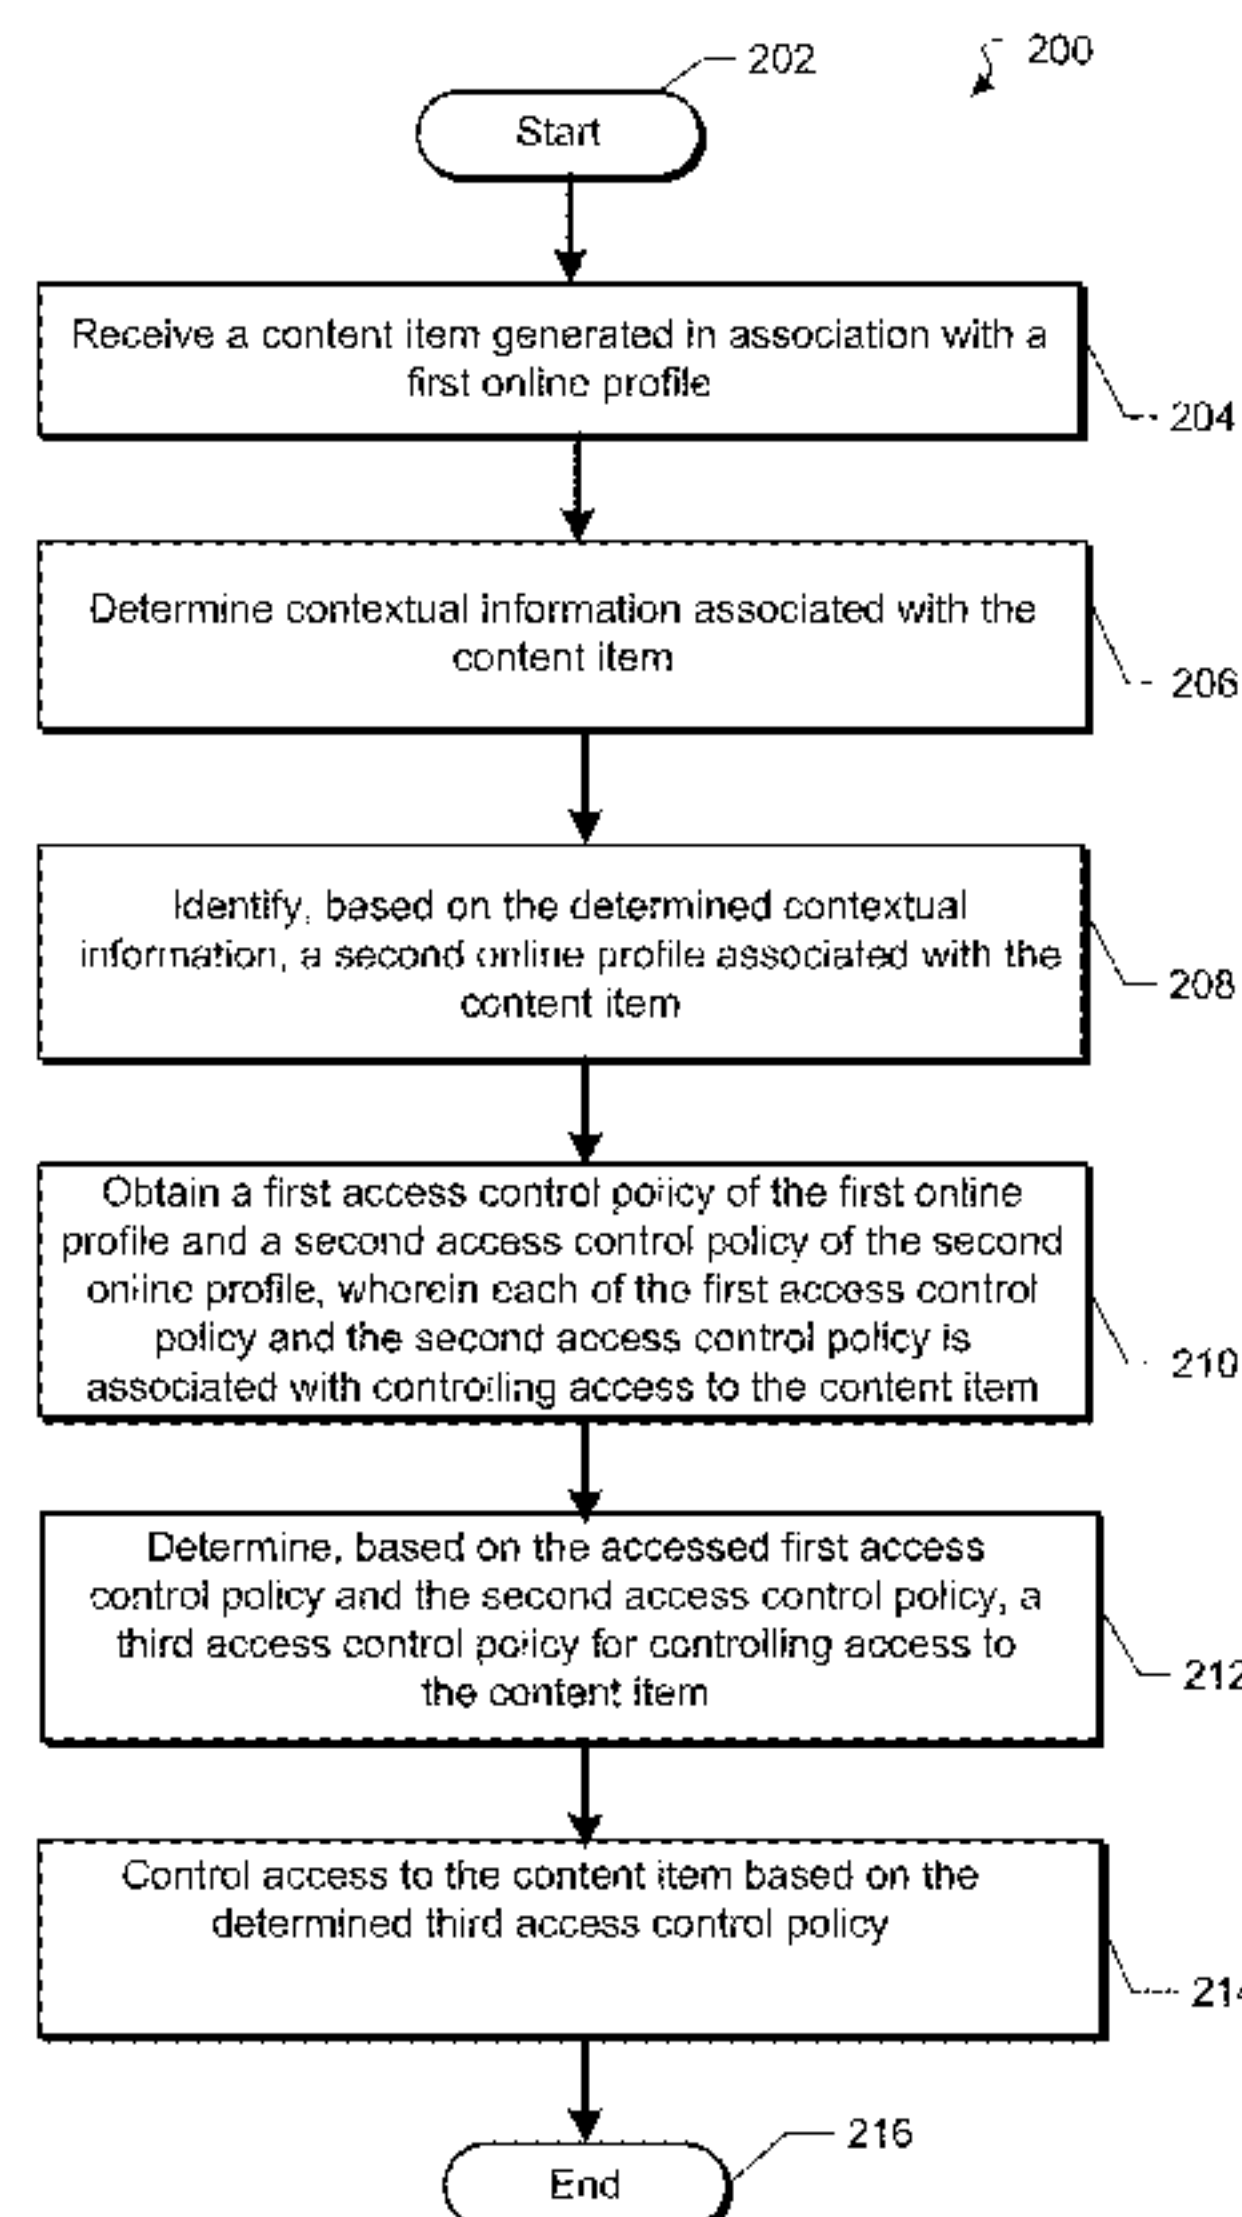 200
202
Start
Receive a content item generated in association with a
first online profile
204
Determine contextual information associated with the
content item
206
Identify, based on the determined contextual
information, a second online profile associated with the
content item
208
Obtain a first access control policy of the first online
profile and a second access control policy of the second
online profile, wherein each of the first access control
policy and the second access control policy is
associated with controlling access to the content item
210
Determine, based on the accessed first access
control policy and the second access control policy, a
third access control policy for controlling access to
the content item
212
Control access to the content item based on the
determined third access control policy
214
216
End